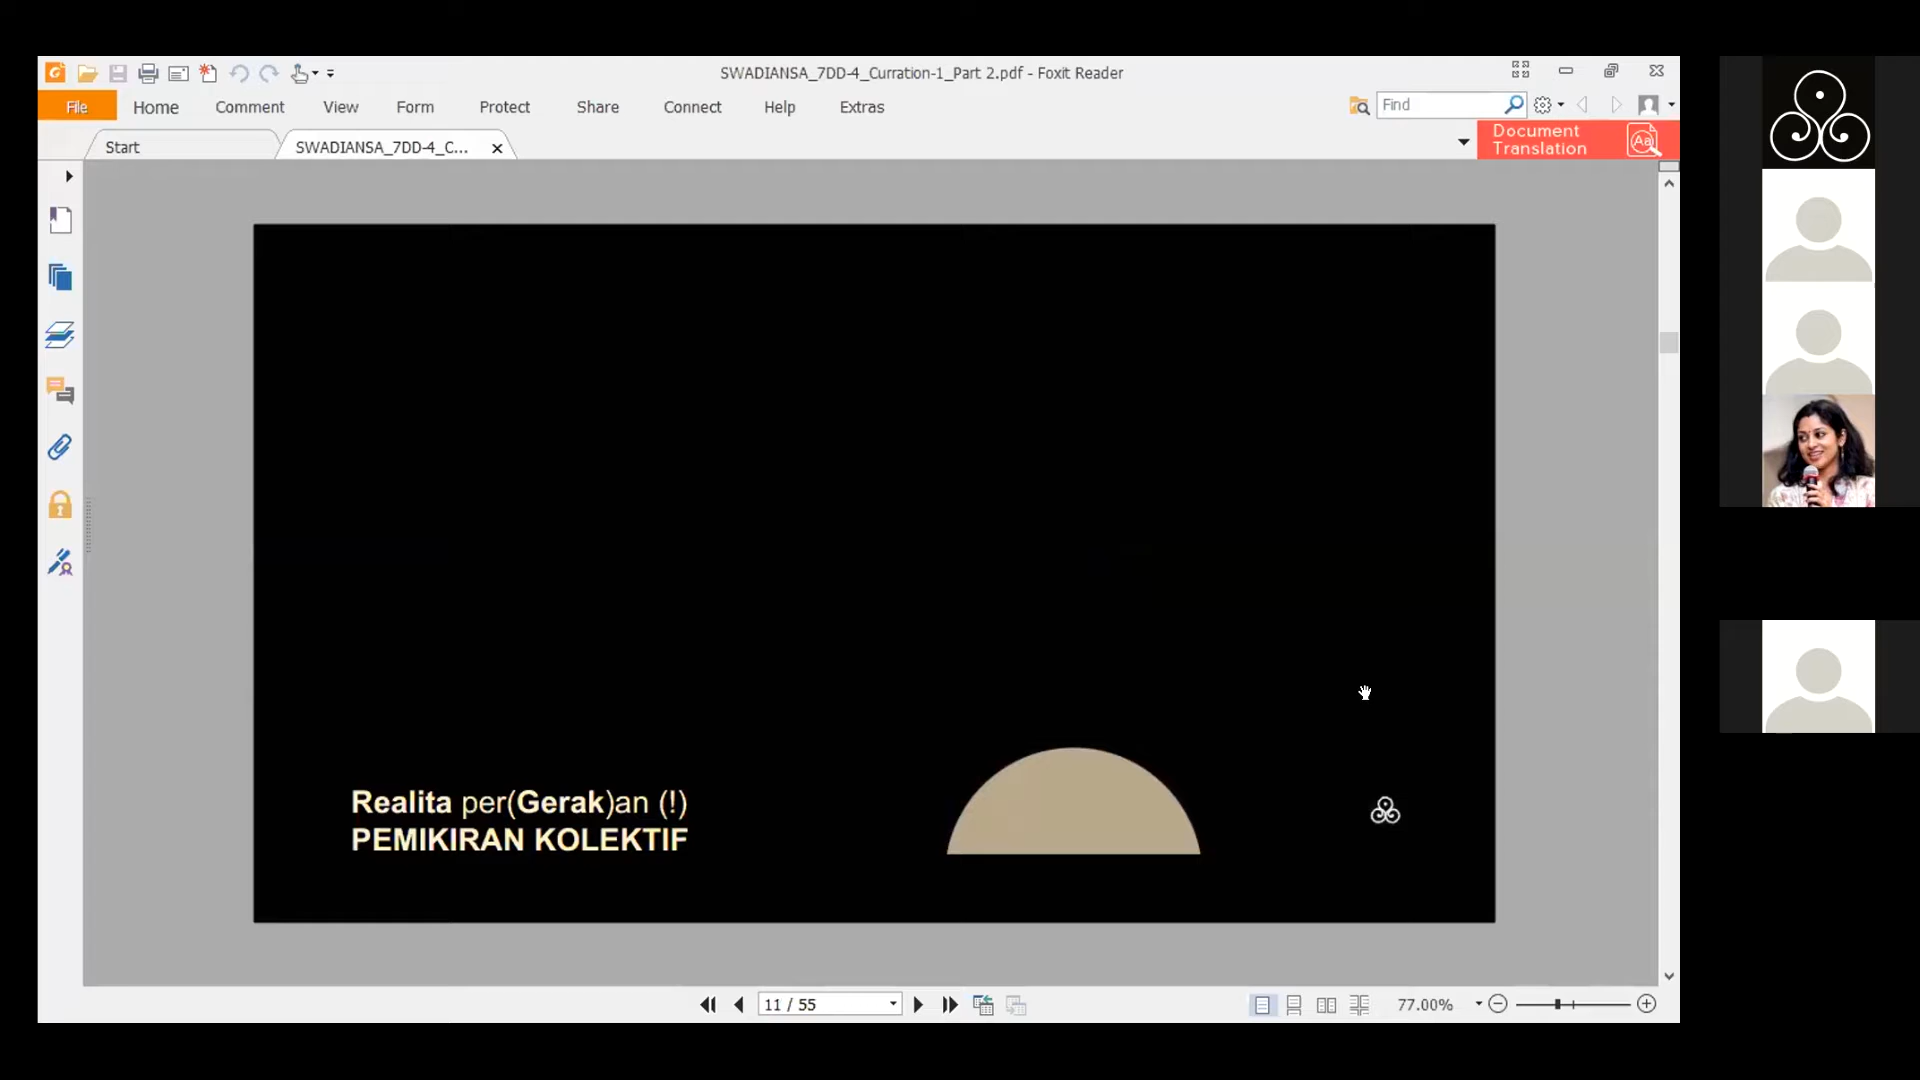 SWADIANSA_7DD-4_Curration-1_Part 2.pdf - Foxit Reader
File Home Comment View Form Protect Share Connect Help Extras
Find
Start
SWADIANSA_7DD-4_C...
Document
Translation
Realita per(Gerak)an (!)
PEMIKIRAN KOLEKTIF
11 / 55
77.00%